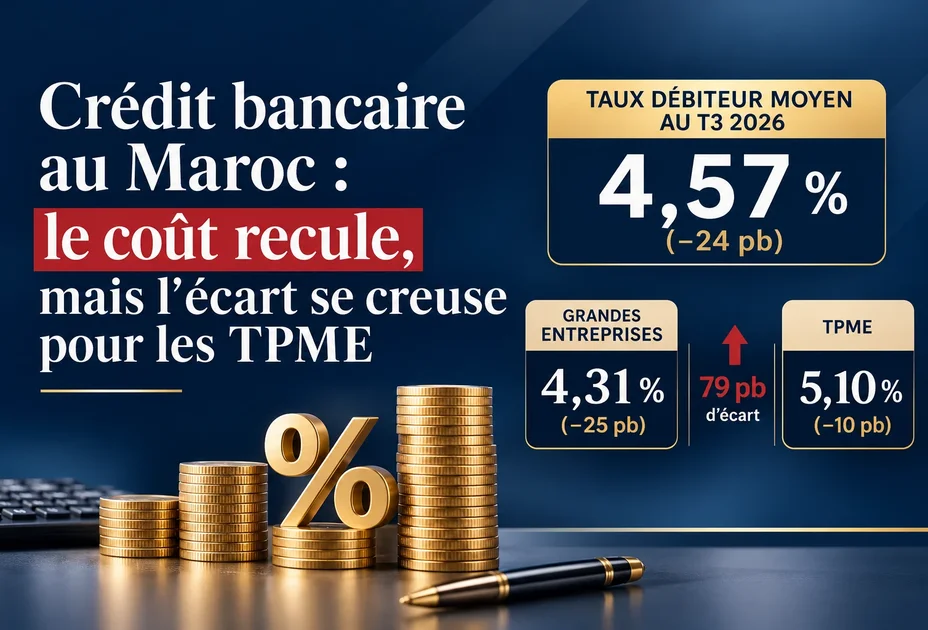 Crédit bancaire
au Maroc :
le coût recule,
mais l’écart se creuse
pour les TPME
TAUX DÉBITEUR MOYEN
AU T3 2026
4,57 %
(−24 pb)
GRANDES
ENTREPRISES
4,31 %
(−25 pb)
79 pb
d’écart
TPME
5,10 %
(−10 pb)
%